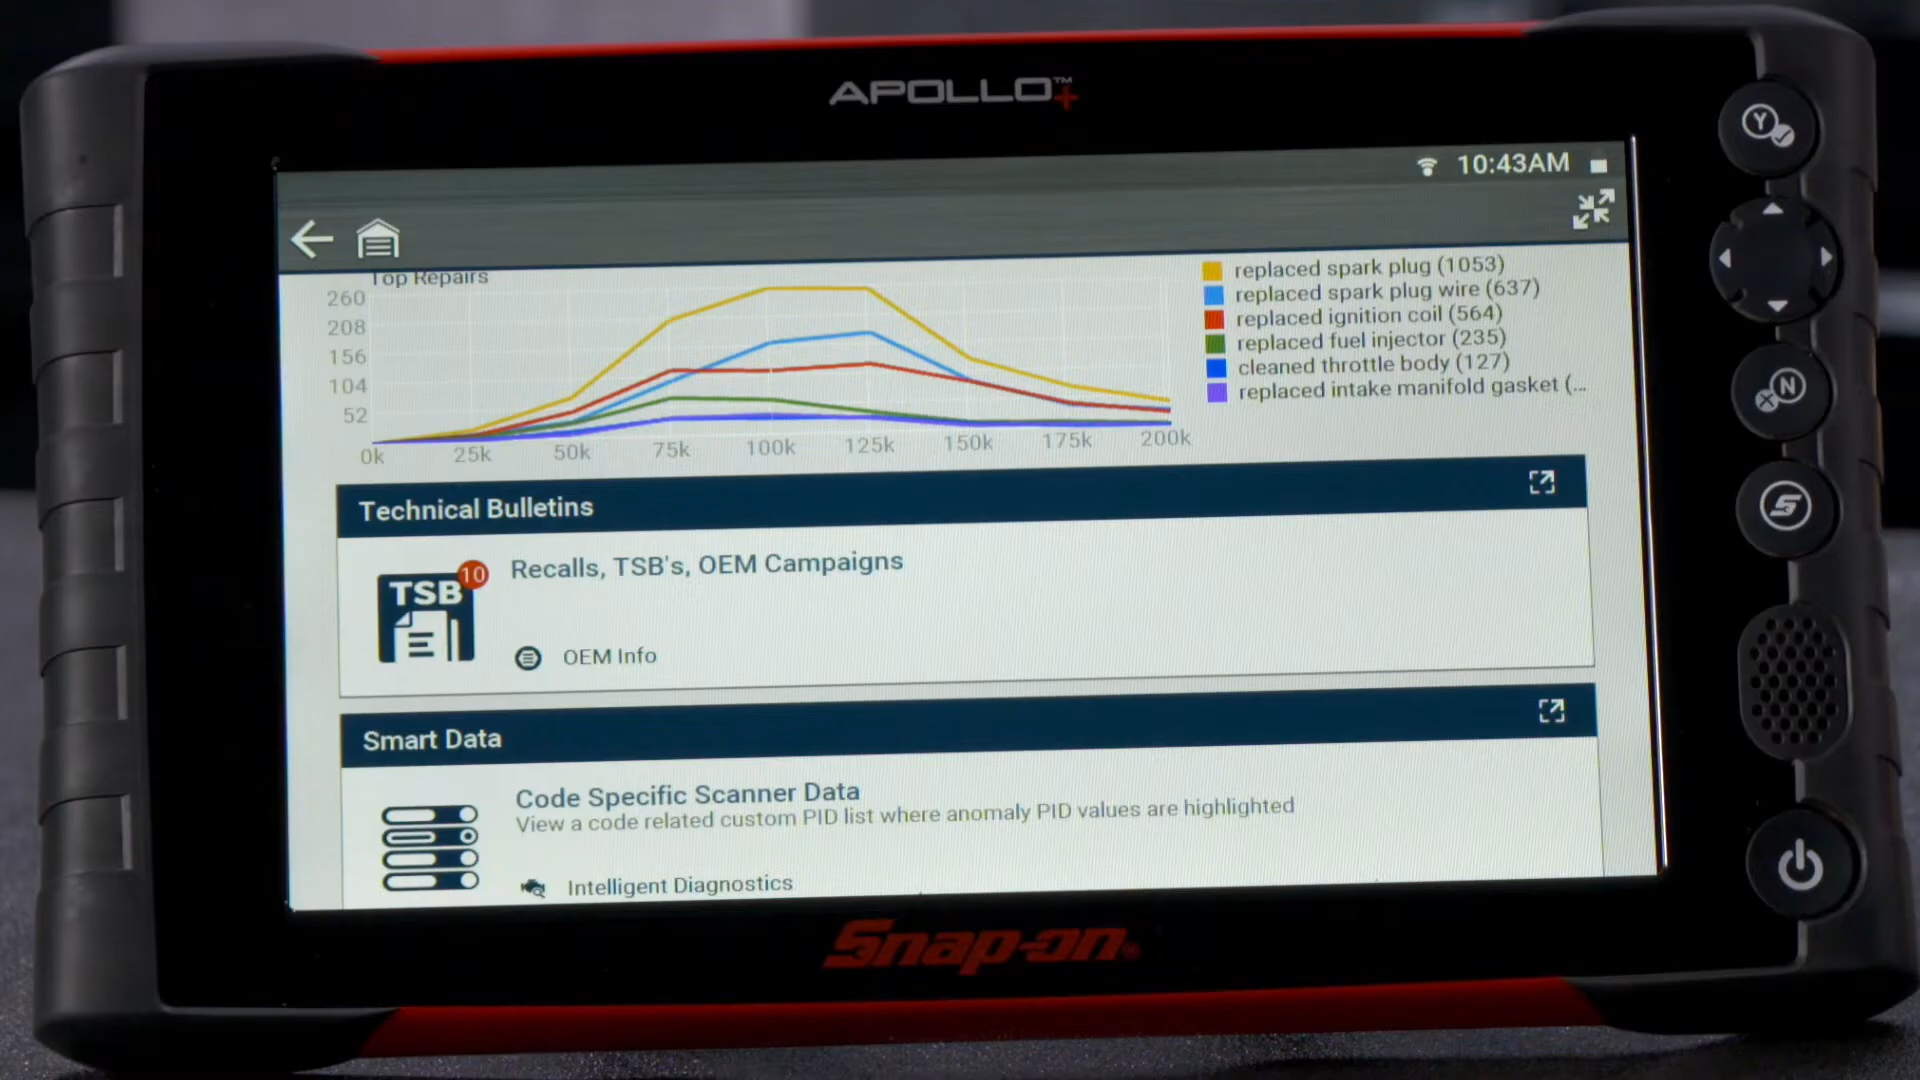 APOLLO+™
10:43AM
Top Repairs
260
208
156
104
52
0k 25k 50k 75k 100k 125k 150k 175k 200k
replaced spark plug (1053)
replaced spark plug wire (637)
replaced ignition coil (564)
replaced fuel injector (235)
cleaned throttle body (127)
replaced intake manifold gasket (...
Technical Bulletins
TSB
10
Recalls, TSB's, OEM Campaigns
OEM Info
Smart Data
Code Specific Scanner Data
View a code related custom PID list where anomaly PID values are highlighted
Intelligent Diagnostics
Snap-on®
Y
N
X
S